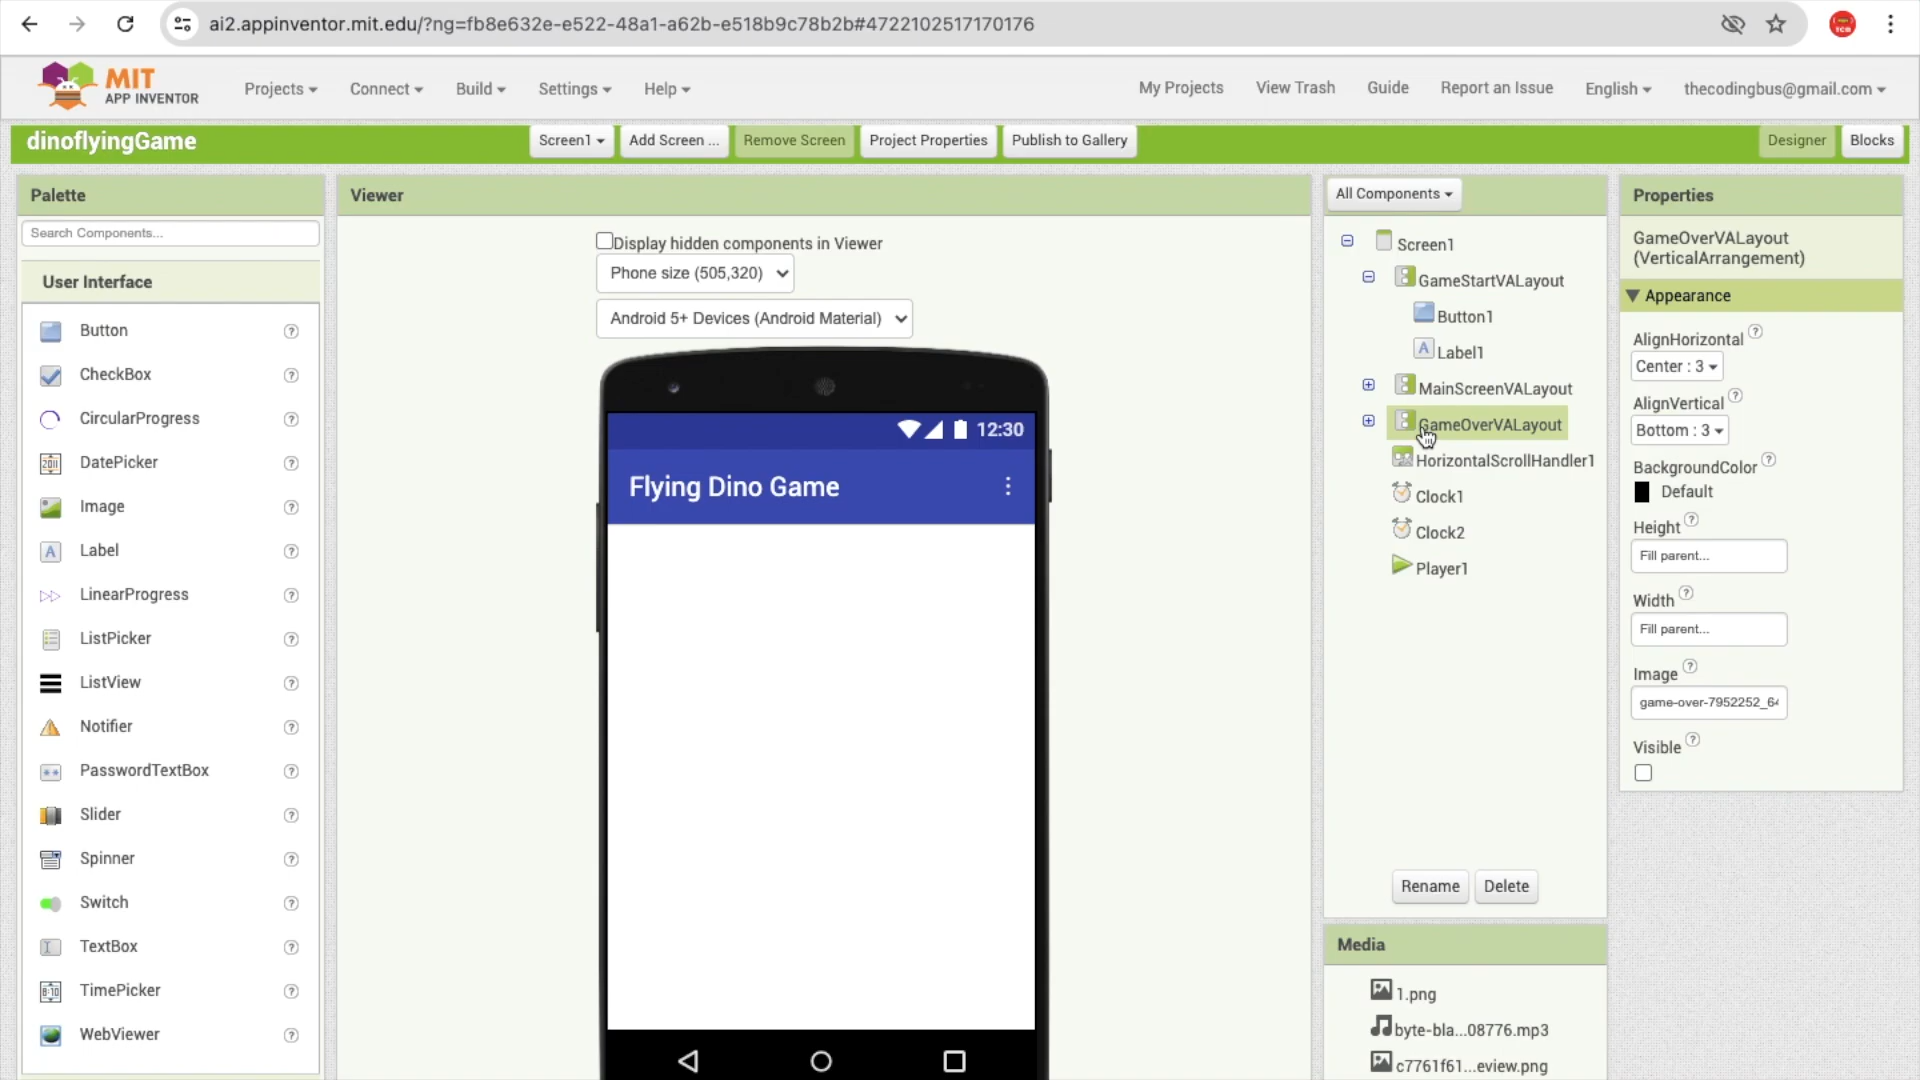 ai2.appinventor.mit.edu/?ng=fb8e632e-e522-48a1-a62b-e518b9c78b2b#4722102517170176
MIT
APP INVENTOR
Projects
Connect
Build
Settings
Help
My Projects
View Trash
Guide
Report an Issue
English
thecodingbus@gmail.com
dinoflyingGame
Screen1
Add Screen ...
Remove Screen
Project Properties
Publish to Gallery
Designer
Blocks
Palette
Search Components...
User Interface
Button
CheckBox
CircularProgress
DatePicker
Image
Label
LinearProgress
ListPicker
ListView
Notifier
PasswordTextBox
Slider
Spinner
Switch
TextBox
TimePicker
WebViewer
Viewer
Display hidden components in Viewer
Phone size (505,320)
Android 5+ Devices (Android Material)
12:30
Flying Dino Game
All Components
Screen1
GameStartVALayout
Button1
Label1
MainScreenVALayout
GameOverVALayout
HorizontalScrollHandler1
Clock1
Clock2
Player1
Rename
Delete
Media
1.png
byte-bla...08776.mp3
c7761f61...eview.png
Properties
GameOverVALayout
(VerticalArrangement)
Appearance
AlignHorizontal
Center : 3
AlignVertical
Bottom : 3
BackgroundColor
Default
Height
Fill parent...
Width
Fill parent...
Image
game-over-7952252_64
Visible